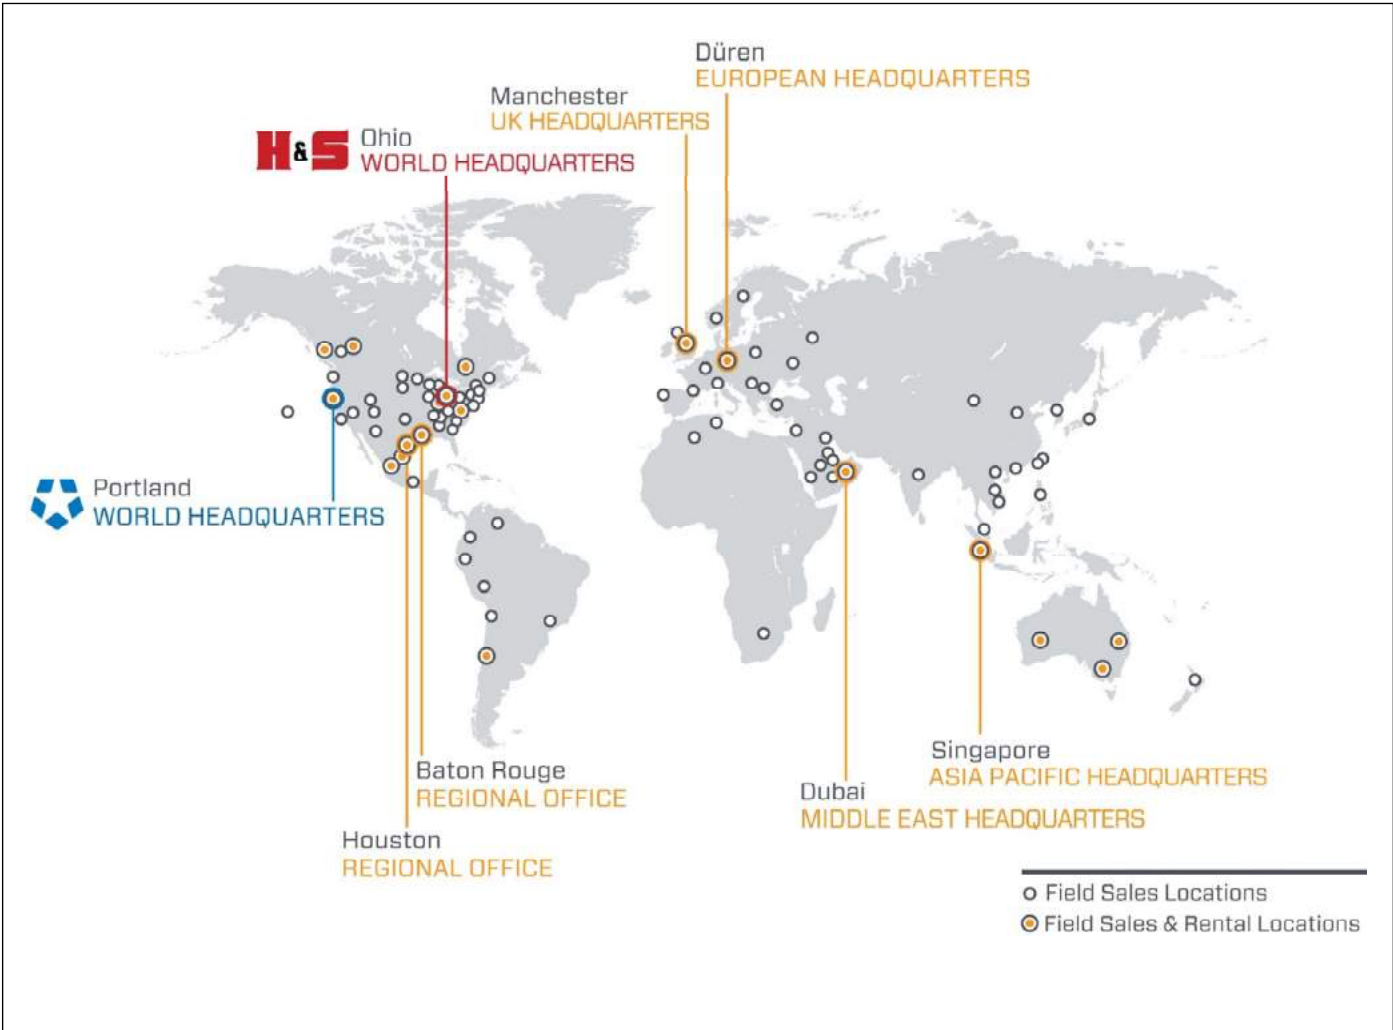 Düren
EUROPEAN HEADQUARTERS
Manchester
UK HEADQUARTERS
H&S
Ohio
WORLD HEADQUARTERS
Portland
WORLD HEADQUARTERS
Baton Rouge
REGIONAL OFFICE
Houston
REGIONAL OFFICE
Singapore
ASIA PACIFIC HEADQUARTERS
Dubai
MIDDLE EAST HEADQUARTERS
Field Sales Locations
Field Sales & Rental Locations